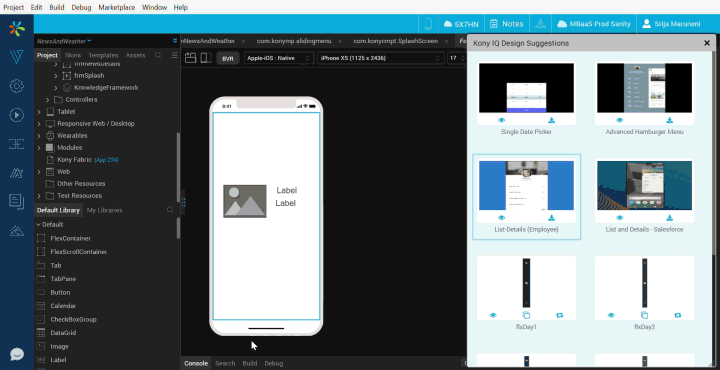 Project Edit Build Debug Marketplace Window Help
5X7HN Notes MBaaS Prod Sanity Srija Maruneni
NewsAndWeather
NewsAndWeather × com.konymp.slidingmenu × com.konycmpt.SplashScreen ×
Kony IQ Design Suggestions ×
Project Skins Templates Assets
BVR Apple-iOS : Native iPhone XS (1125 x 2436) 17
frmNewsDetails
frmSplash
KnowledgeFramework
Controllers
Tablet
Responsive Web / Desktop
Wearables
Modules
Kony Fabric (App 259)
Web
Other Resources
Test Resources
Default Library My Libraries
Default
FlexContainer
FlexScrollContainer
Tab
TabPane
Button
Calendar
CheckBoxGroup
DataGrid
Image
Label
9:41
Label
Label
Console Search Build Debug
Single Date Picker
Advanced Hamburger Menu
List-Details (Employee)
List and Details - Salesforce
flxDay1
flxDay2